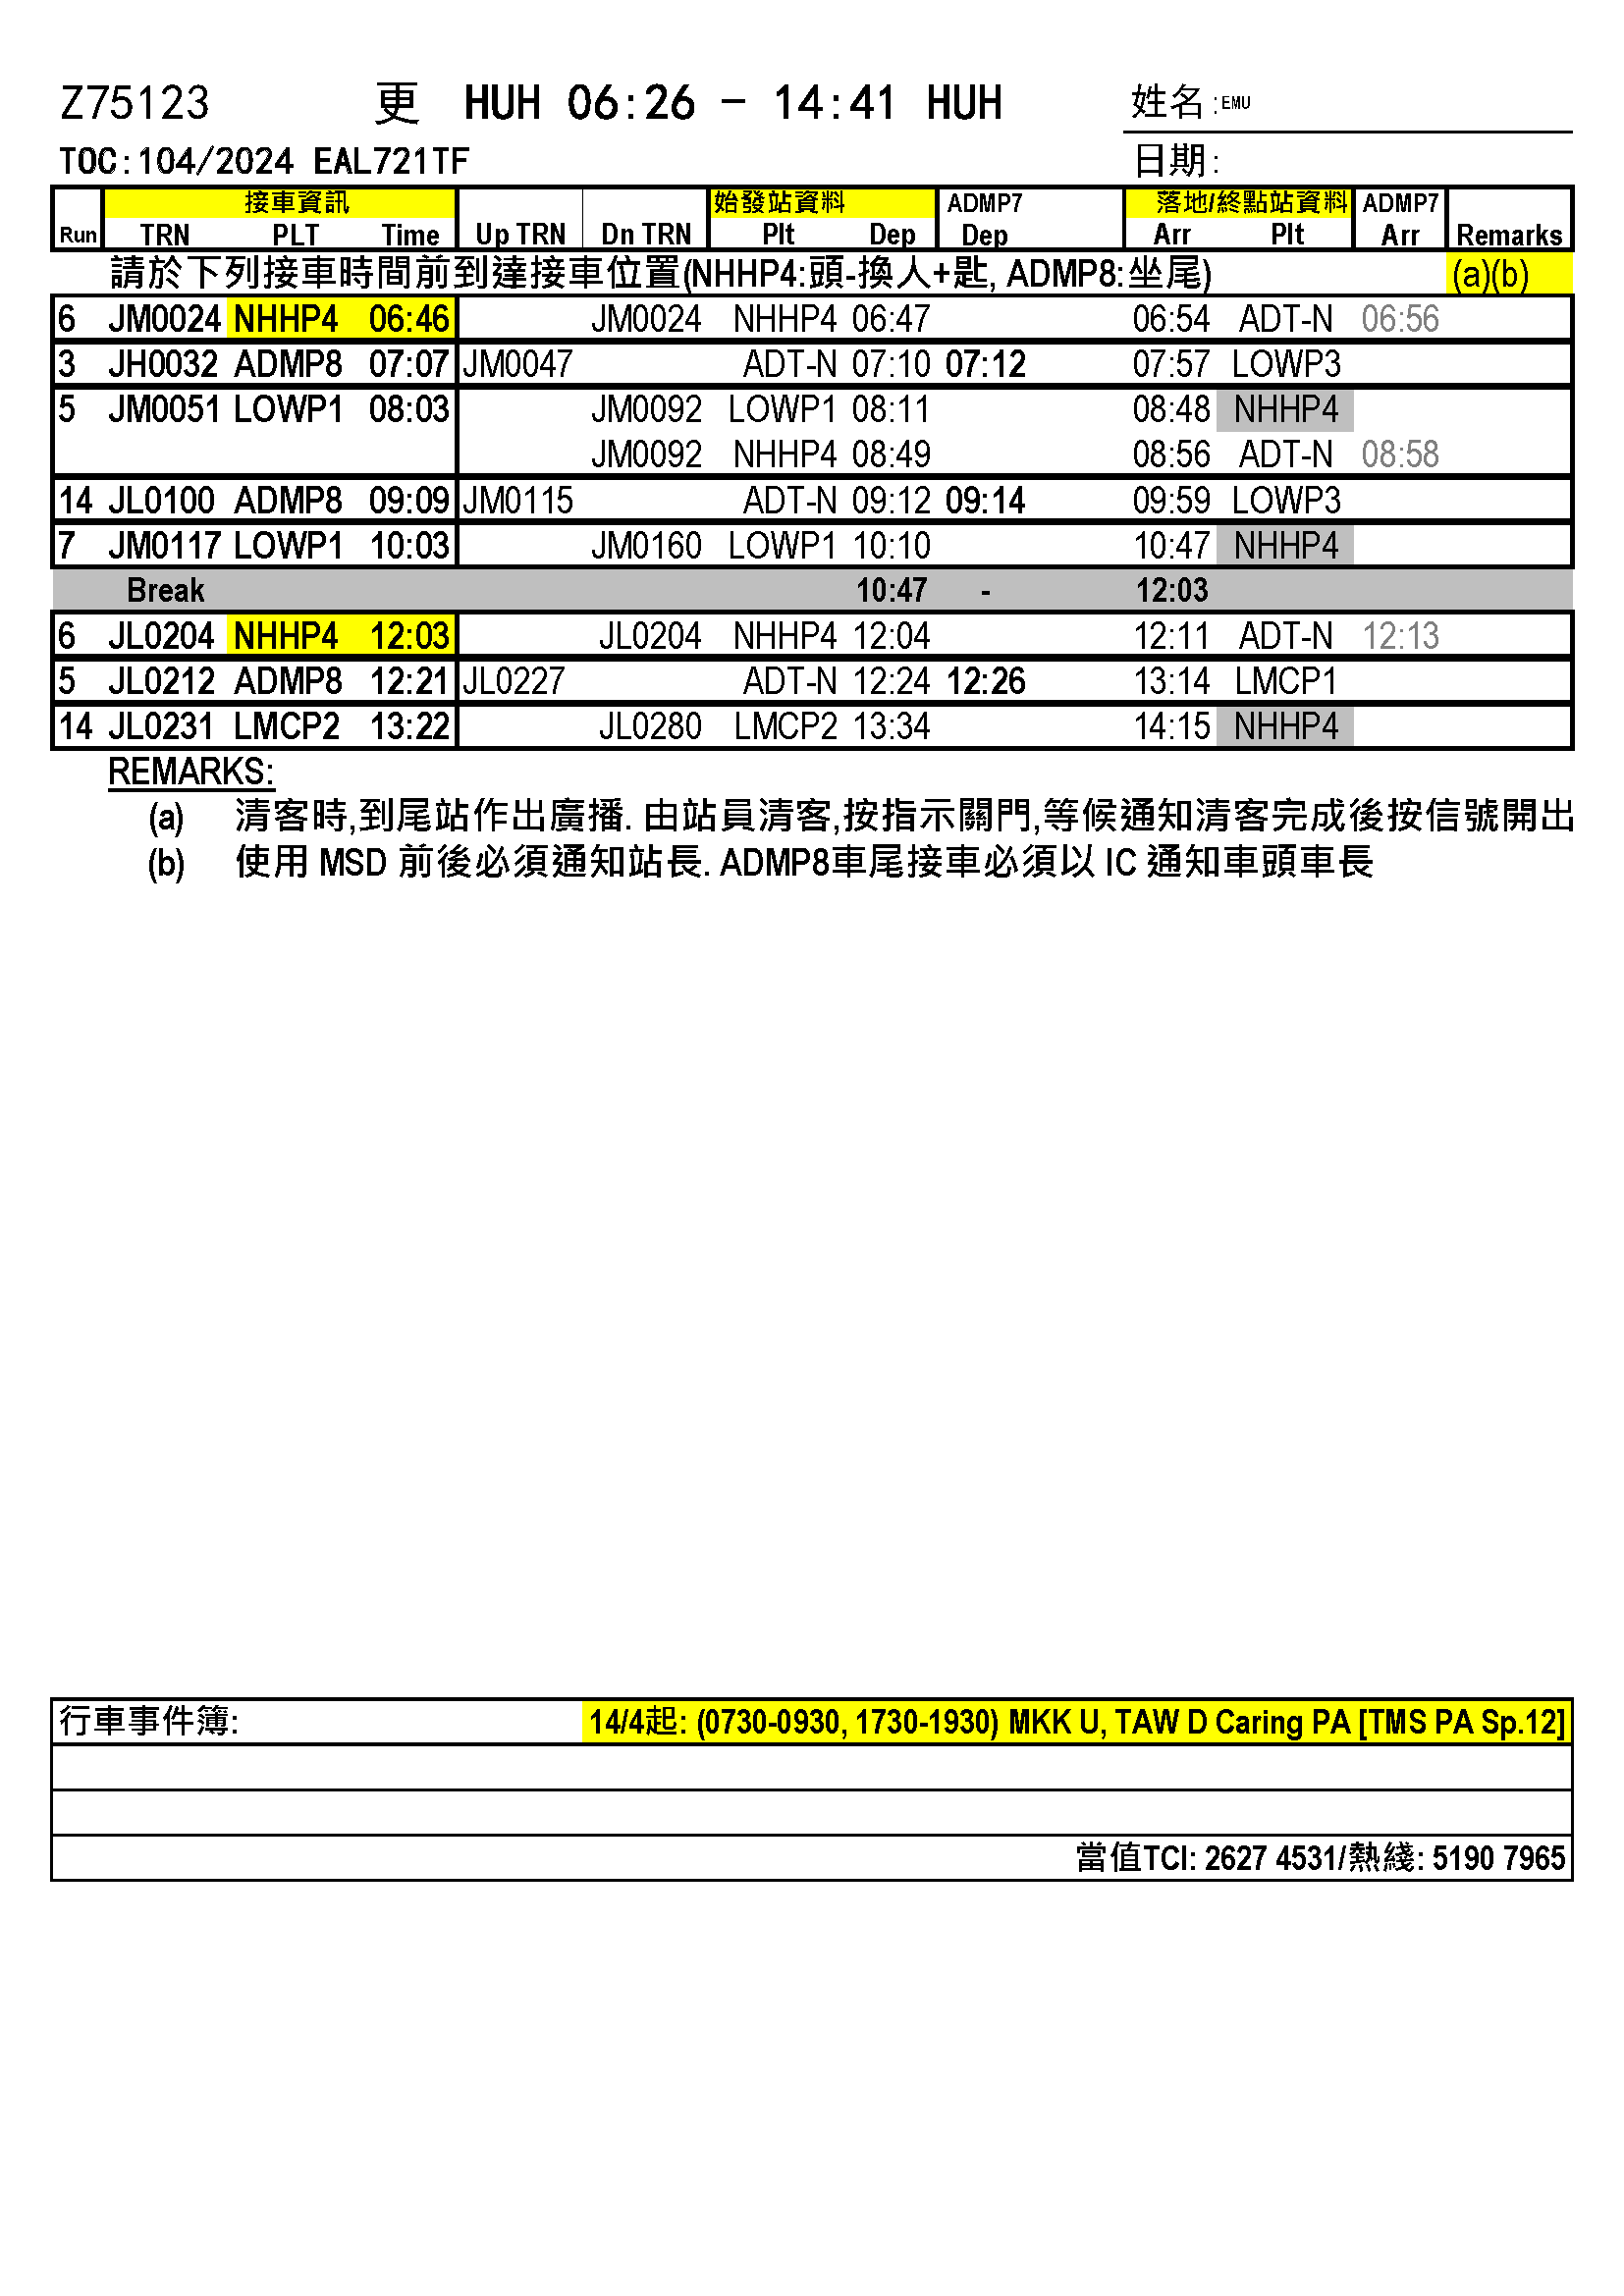 Z75123 更 HUH 06:26 - 14:41 HUH 姓名:EMU
TOC:104/2024 EAL721TF 日期:
接車資訊 始發站資料 ADMP7 落地/終點站資料 ADMP7
Run TRN PLT Time Up TRN Dn TRN Plt Dep Dep Arr Plt Arr Remarks
請於下列接車時間前到達接車位置(NHHP4:頭-換人+匙, ADMP8:坐尾) (a)(b)
6 JM0024 NHHP4 06:46 JM0024 NHHP4 06:47 06:54 ADT-N 06:56
3 JH0032 ADMP8 07:07 JM0047 ADT-N 07:10 07:12 07:57 LOWP3
5 JM0051 LOWP1 08:03 JM0092 LOWP1 08:11 08:48 NHHP4
JM0092 NHHP4 08:49 08:56 ADT-N 08:58
14 JL0100 ADMP8 09:09 JM0115 ADT-N 09:12 09:14 09:59 LOWP3
7 JM0117 LOWP1 10:03 JM0160 LOWP1 10:10 10:47 NHHP4
Break 10:47 - 12:03
6 JL0204 NHHP4 12:03 JL0204 NHHP4 12:04 12:11 ADT-N 12:13
5 JL0212 ADMP8 12:21 JL0227 ADT-N 12:24 12:26 13:14 LMCP1
14 JL0231 LMCP2 13:22 JL0280 LMCP2 13:34 14:15 NHHP4
REMARKS:
(a) 清客時,到尾站作出廣播. 由站員清客,按指示關門,等候通知清客完成後按信號開出
(b) 使用 MSD 前後必須通知站長. ADMP8車尾接車必須以 IC 通知車頭車長
行車事件簿: 14/4起: (0730-0930, 1730-1930) MKK U, TAW D Caring PA [TMS PA Sp.12]
當值TCI: 2627 4531/熱綫: 5190 7965